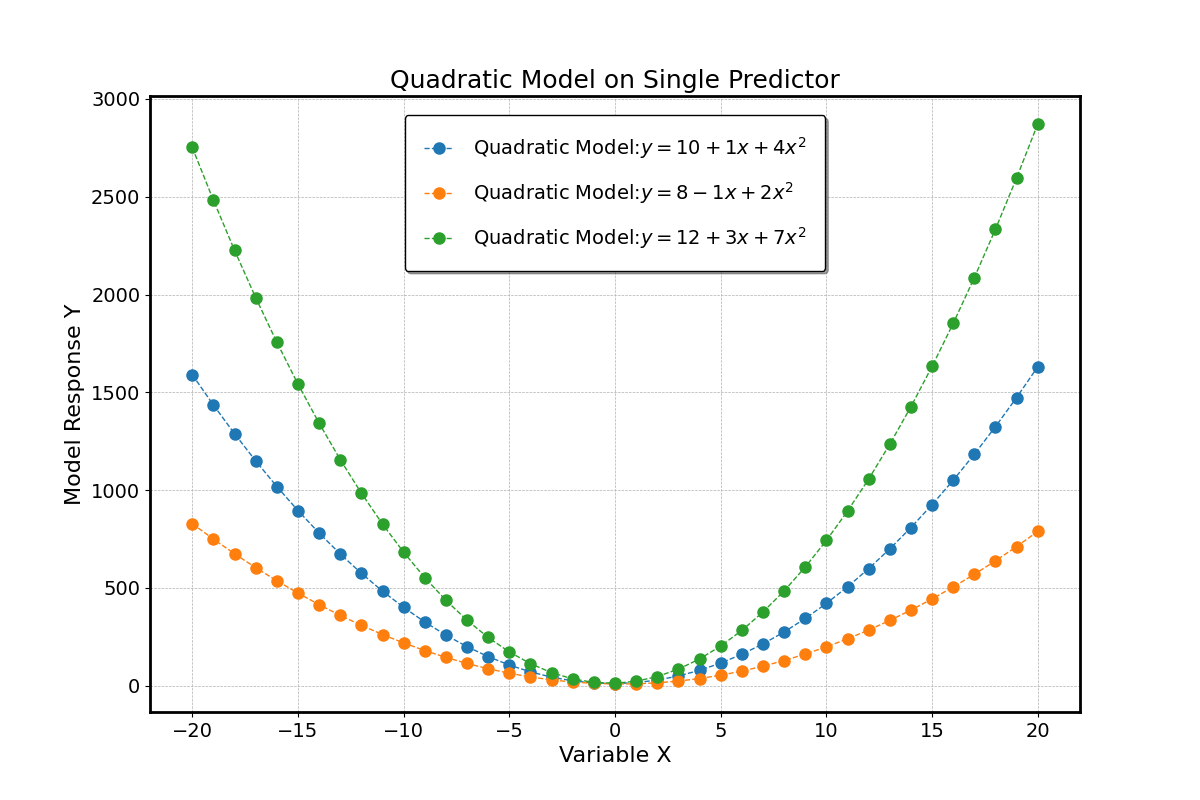 Quadratic Model on Single Predictor
3000
2500
2000
1500
1000
500
0
Model Response Y
Quadratic Model:y = 10 + 1x + 4x²
Quadratic Model:y = 8 − 1x + 2x²
Quadratic Model:y = 12 + 3x + 7x²
−20 −15 −10 −5 0 5 10 15 20
Variable X